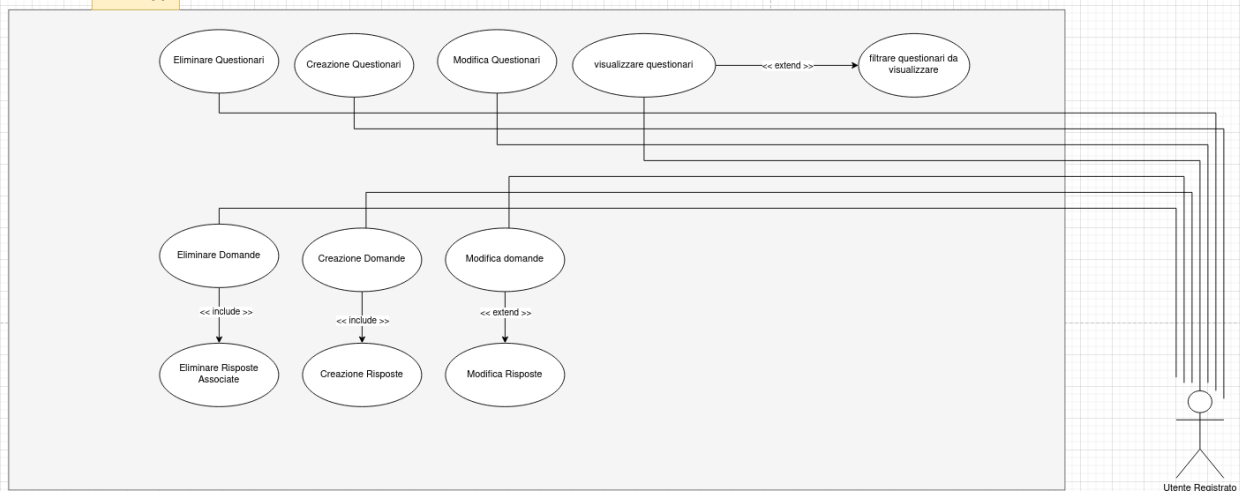 Eliminare Questionari
Creazione Questionari
Modifica Questionari
visualizzare questionari
<< extend >>
filtrare questionari da
visualizzare
Eliminare Domande
Creazione Domande
Modifica domande
<< include >>
<< include >>
<< extend >>
Eliminare Risposte
Associate
Creazione Risposte
Modifica Risposte
Utente Registrato